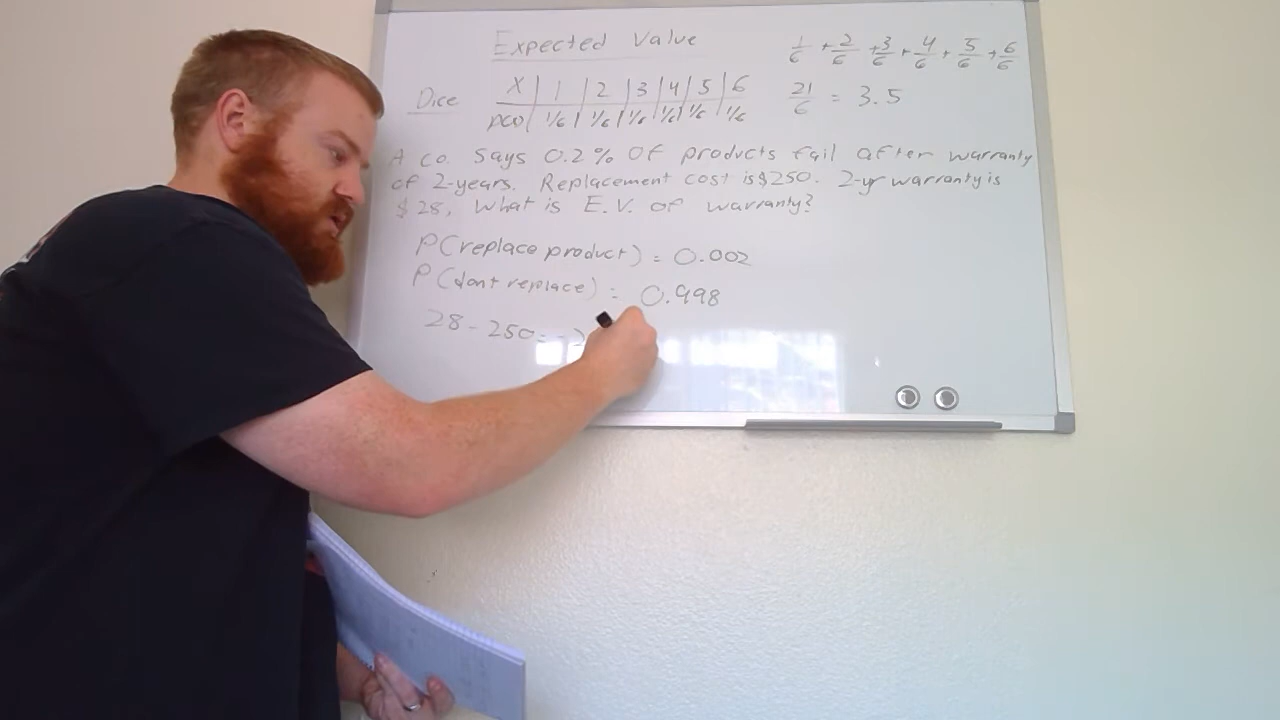 Expected Value
Dice
X | 1 | 2 | 3 | 4 | 5 | 6
p(x) | 1/6 | 1/6 | 1/6 | 1/6 | 1/6 | 1/6
1/6 + 2/6 + 3/6 + 4/6 + 5/6 + 6/6
21/6 = 3.5
A co. says 0.2% of products fail after warranty
of 2-years. Replacement cost is $250. 2-yr warranty is
$28, what is E.V. of warranty?
P(replace product) = 0.002
P(dont replace) = 0.998
28 - 250 = -2